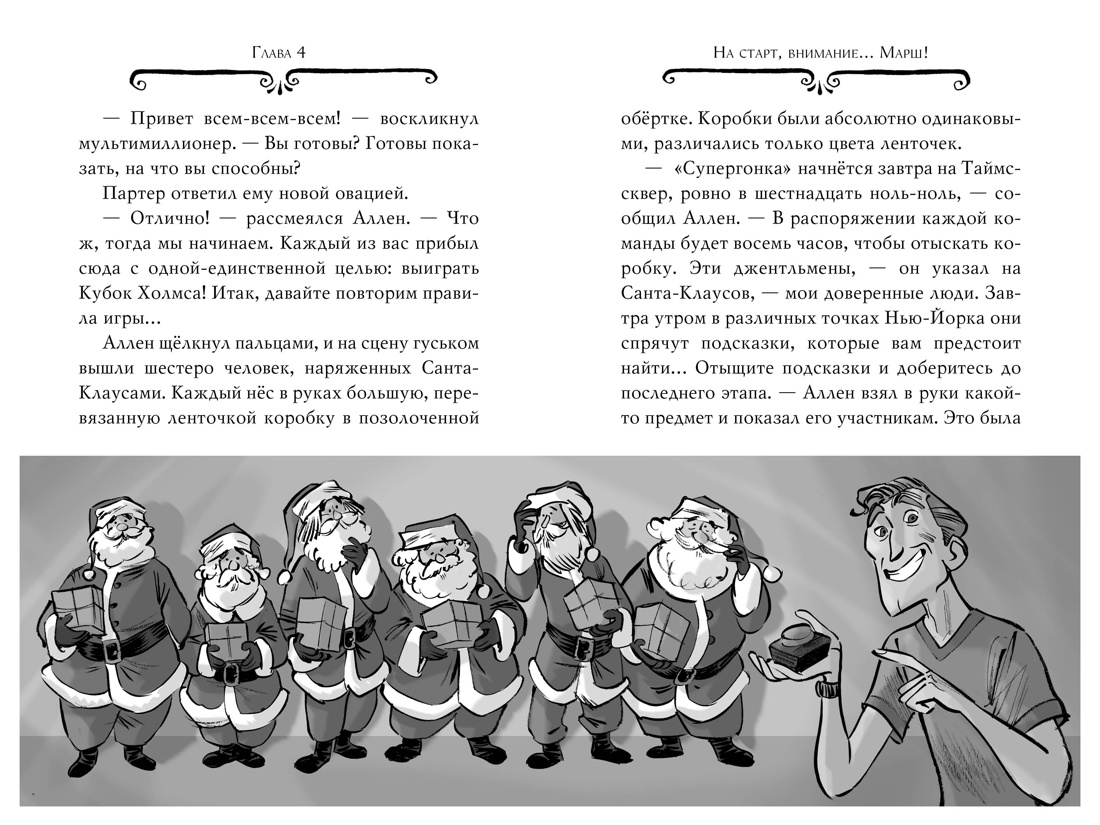 Глава 4
— Привет всем-всем-всем! — воскликнул
мультимиллионер. — Вы готовы? Готовы пока-
зать, на что вы способны?
Партер ответил ему новой овацией.
— Отлично! — рассмеялся Аллен. — Что
ж, тогда мы начинаем. Каждый из вас прибыл
сюда с одной-единственной целью: выиграть
Кубок Холмса! Итак, давайте повторим прави-
ла игры...
Аллен щёлкнул пальцами, и на сцену гуськом
вышли шестеро человек, наряженных Санта-
Клаусами. Каждый нёс в руках большую, пере-
вязанную ленточкой коробку в позолоченной
На старт, внимание... Марш!
обёртке. Коробки были абсолютно одинаковы-
ми, различались только цвета ленточек.
— «Супергонка» начнётся завтра на Таймс-
сквер, ровно в шестнадцать ноль-ноль, — со-
общил Аллен. — В распоряжении каждой ко-
манды будет восемь часов, чтобы отыскать ко-
робку. Эти джентльмены, — он указал на
Санта-Клаусов, — мои доверенные люди. Зав-
тра утром в различных точках Нью-Йорка они
спрячут подсказки, которые вам предстоит
найти... Отыщите подсказки и доберитесь до
последнего этапа. — Аллен взял в руки какой-
то предмет и показал его участникам. Это была